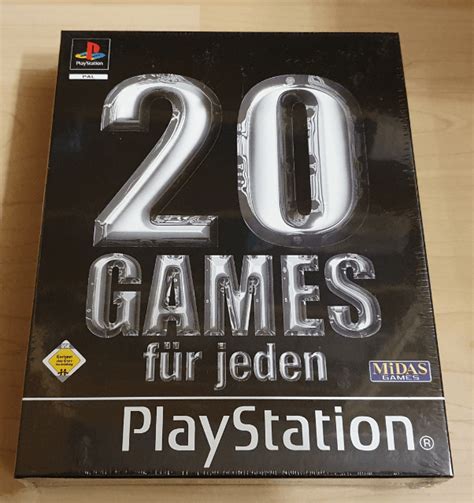 PlayStation
PAL
20
GAMES
für jeden
MiDAS
GAMES
PlayStation®